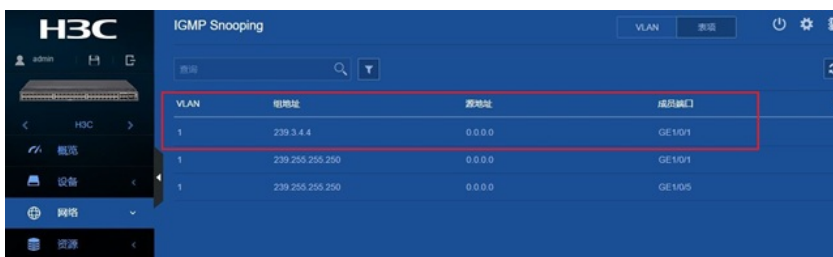 H3C
IGMP Snooping
VLAN
表项
admin
查询
VLAN
组地址
源地址
成员端口
H3C
1
239.3.4.4
0.0.0.0
GE1/0/1
概览
1
239.255.255.250
0.0.0.0
GE1/0/1
设备
1
239.255.255.250
0.0.0.0
GE1/0/5
网络
资源